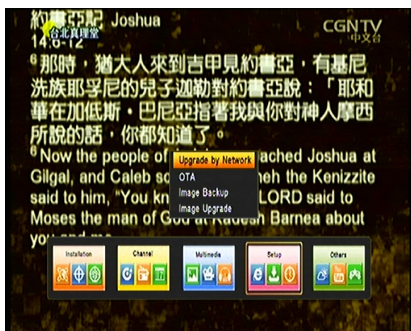 約書亞記 Joshua
14:6-12
台北真理堂
CGNTV
中文台
6 那時，猶大人來到吉甲見約書亞，有基尼
洗族耶孚尼的兒子迦勒對約書亞說：「耶和
華在加低斯‧巴尼亞指著我與你對神人摩西
所說的話，你都知道了。
6 Now the people of ached Joshua at
Gilgal, and Caleb so neh the Kenizzite
said to him, “You kn LORD said to
Moses the man of God at Kadesh Barnea about
you and me
Upgrade by Network
OTA
Image Backup
Image Upgrade
Installation Channel Multimedia Setup Others